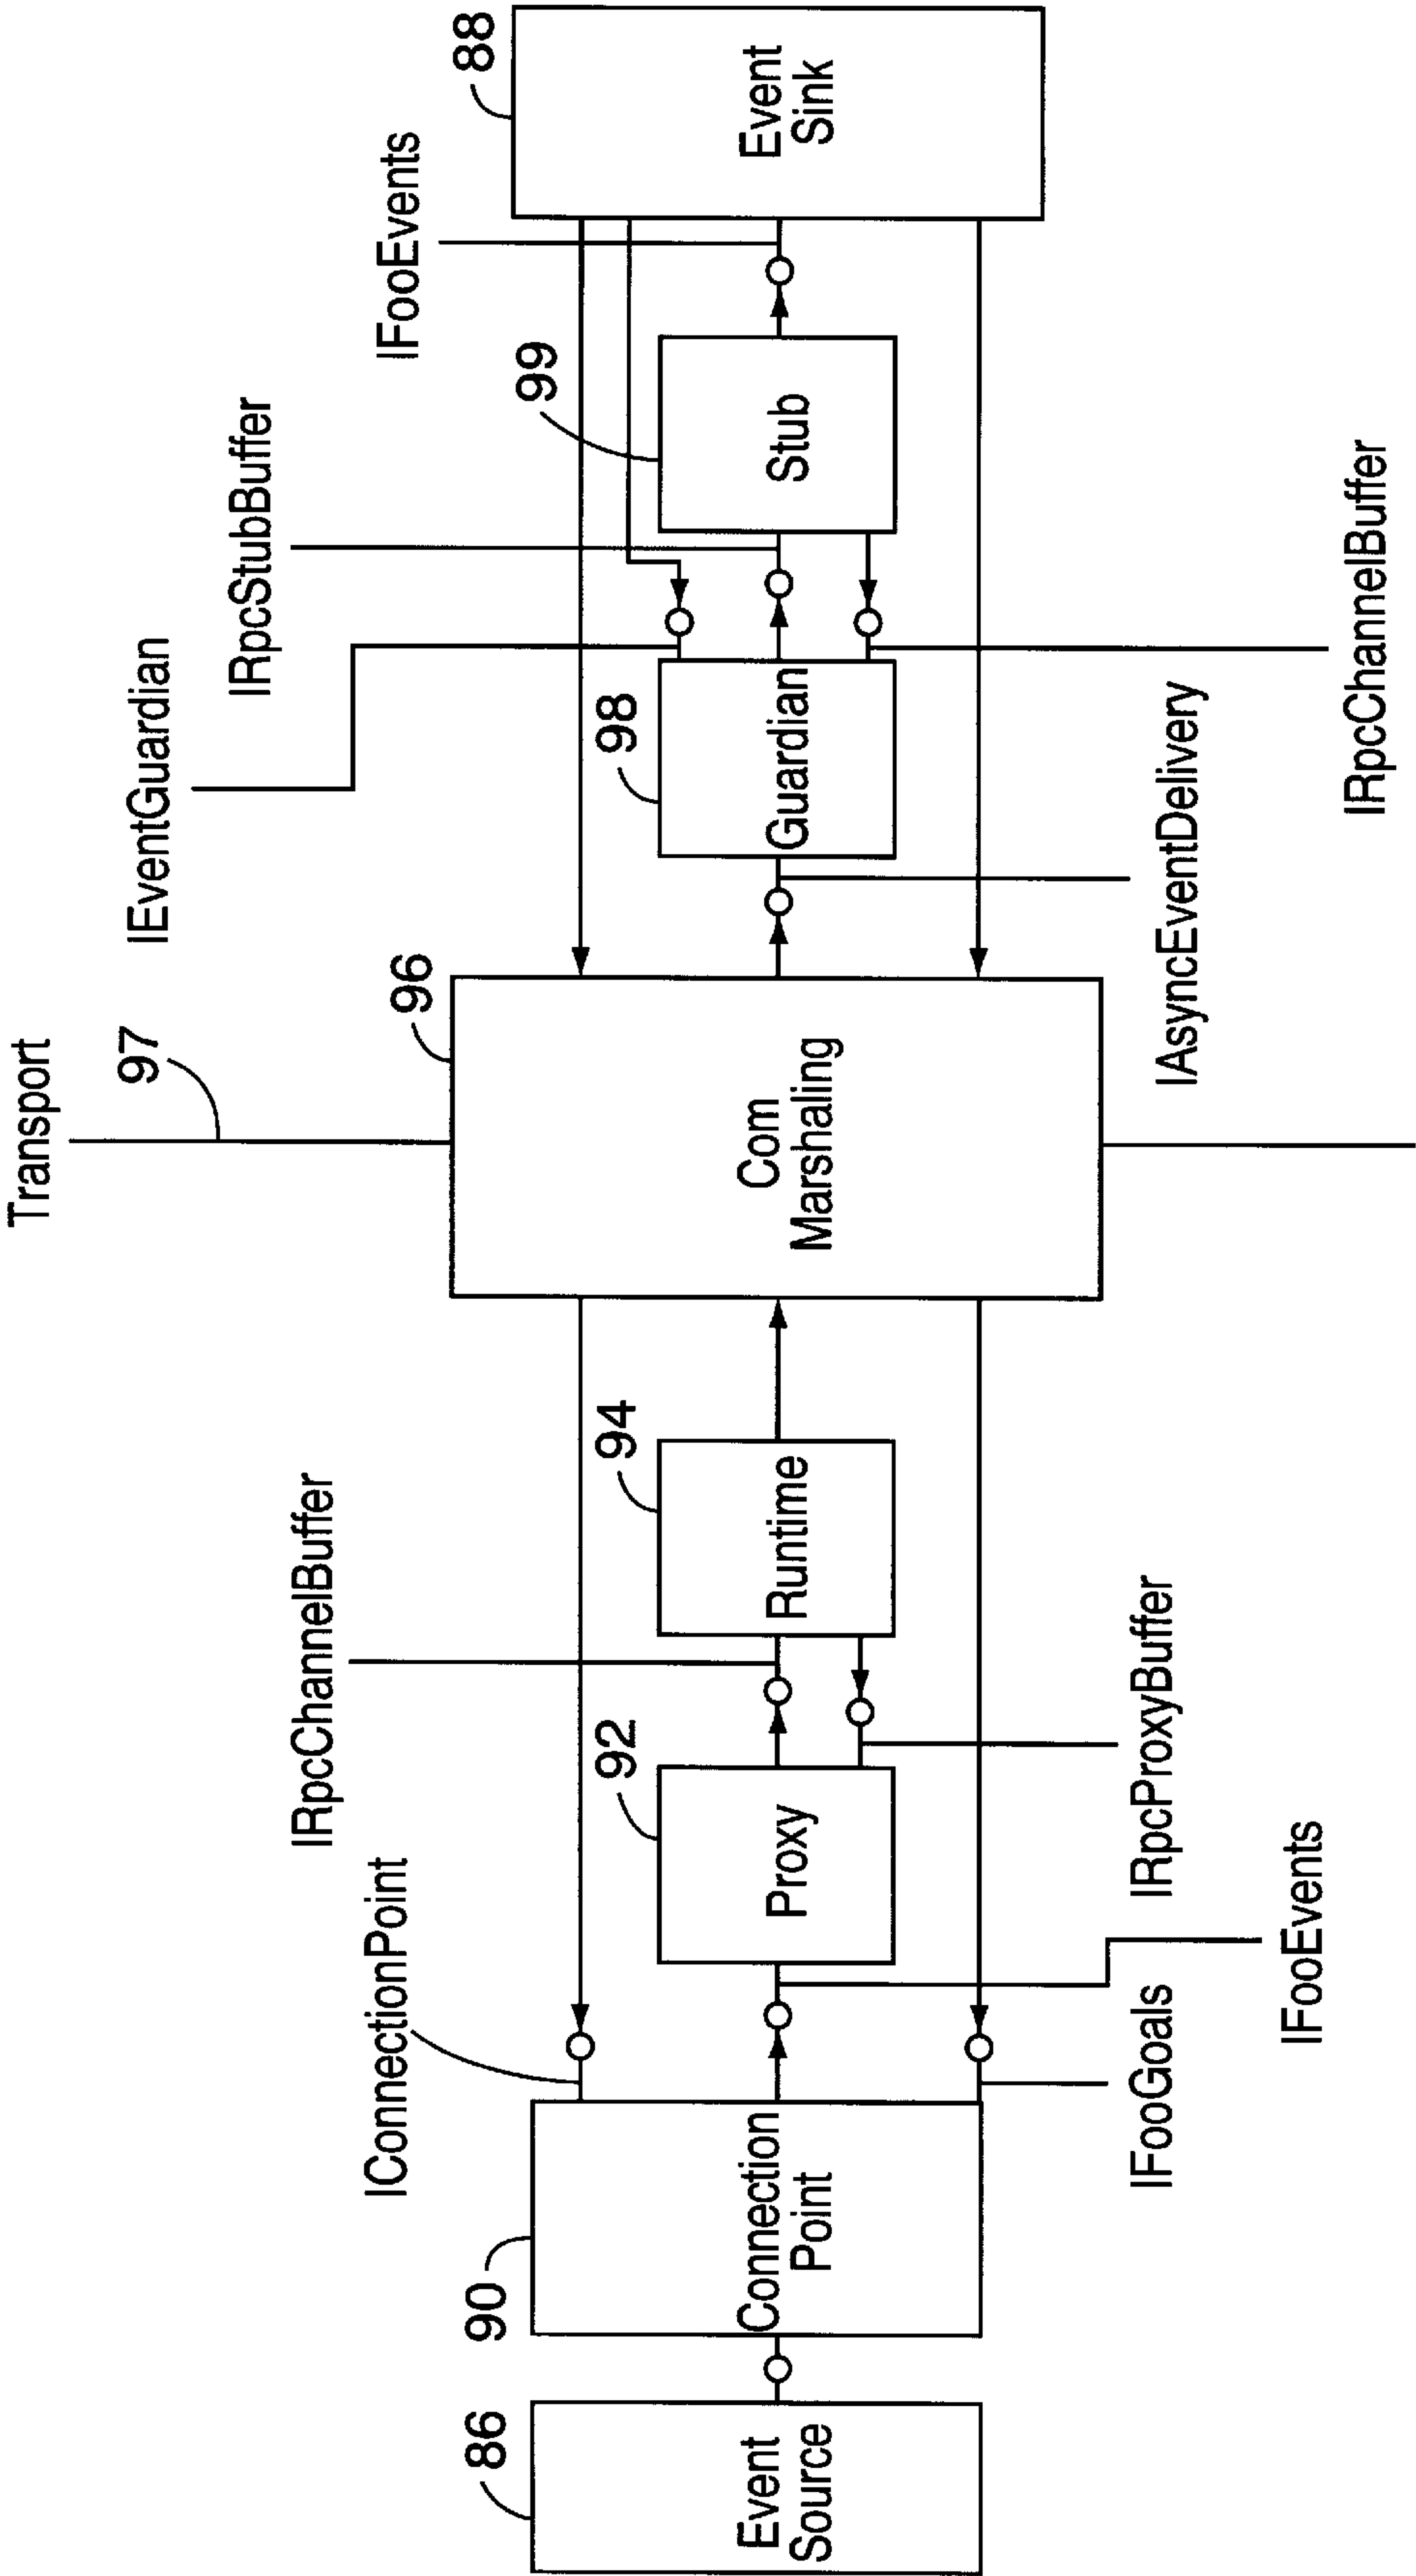 Transport
97
IEventGuardian
IRpcStubBuffer
IFooEvents
IRpcChannelBuffer
IConnectionPoint
86
Event
Source
90
Connection
Point
92
Proxy
94
Runtime
96
Com
Marshaling
98
Guardian
99
Stub
88
Event
Sink
IFooGoals
IFooEvents
IRpcProxyBuffer
IAsyncEventDelivery
IRpcChannelBuffer